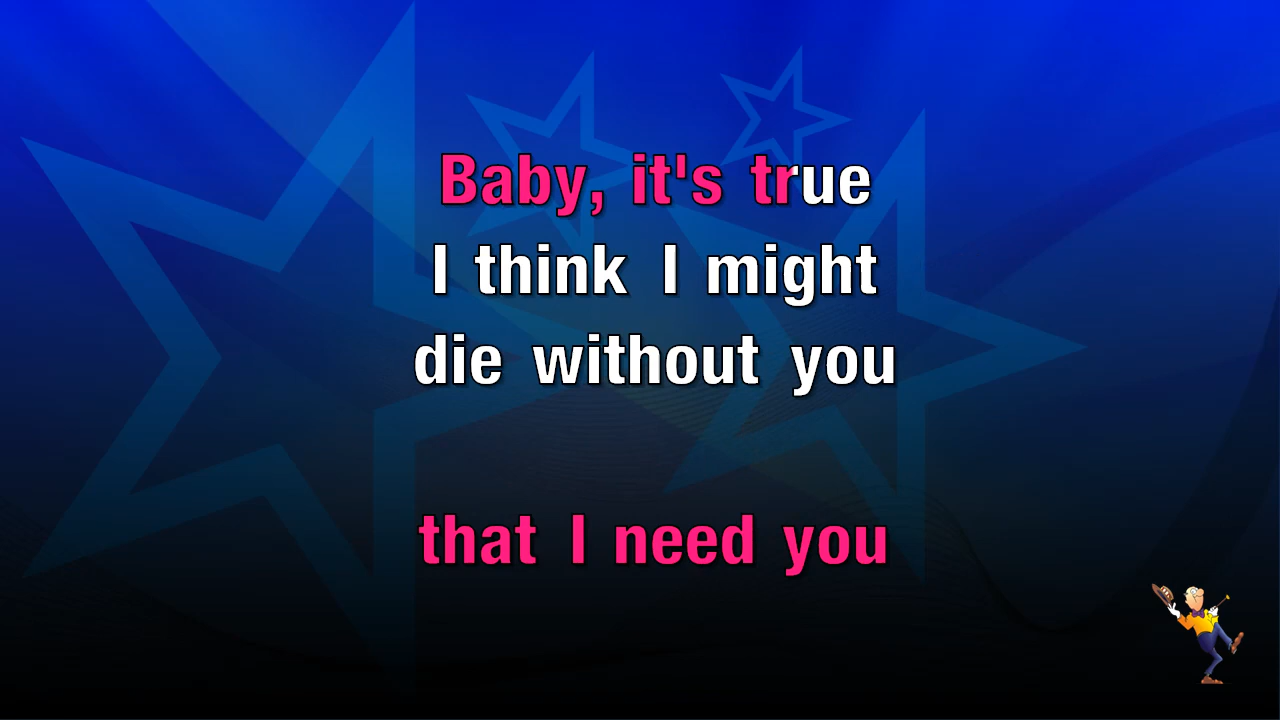 Baby, it's true
I think I might
die without you
that I need you